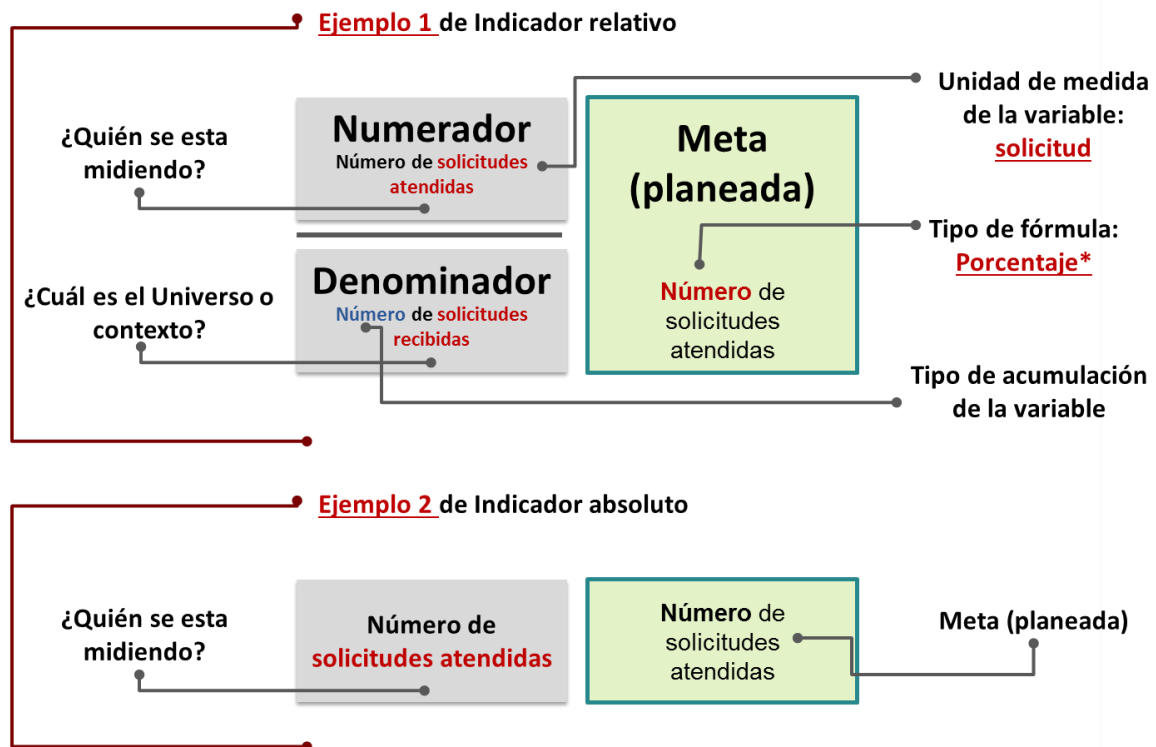 Ejemplo 1 de Indicador relativo
¿Quién se esta
midiendo?
Numerador
Número de solicitudes
atendidas
¿Cuál es el Universo o
contexto?
Denominador
Número de solicitudes
recibidas
Meta
(planeada)
Número de
solicitudes
atendidas
Unidad de medida
de la variable:
solicitud
Tipo de fórmula:
Porcentaje*
Tipo de acumulación
de la variable
Ejemplo 2 de Indicador absoluto
¿Quién se esta
midiendo?
Número de
solicitudes atendidas
Número de
solicitudes
atendidas
Meta (planeada)